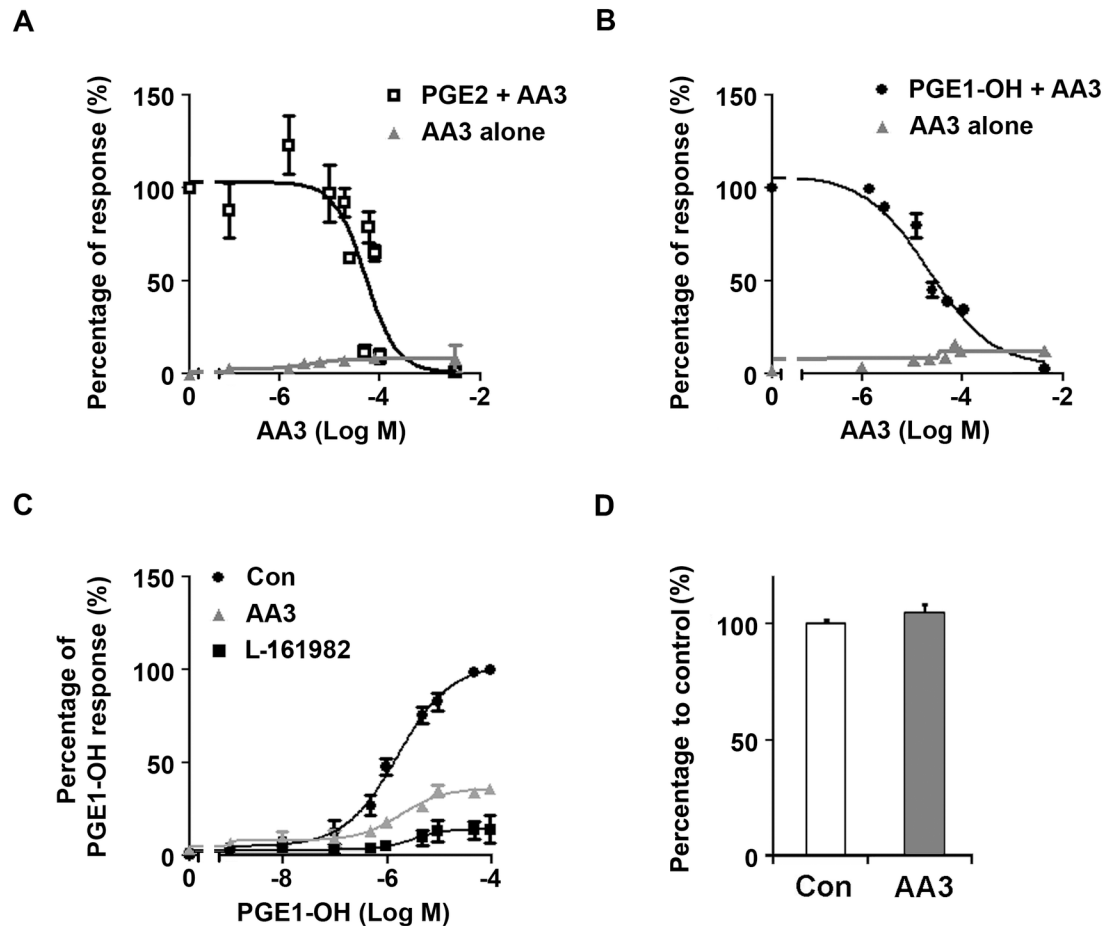 A
Percentage of response (%)
150
100
50
0
0
-6
-4
-2
AA3 (Log M)
PGE2 + AA3
AA3 alone
B
Percentage of response (%)
150
100
50
0
0
-6
-4
-2
AA3 (Log M)
PGE1-OH + AA3
AA3 alone
C
Percentage of
PGE1-OH response (%)
150
100
50
0
0
-8
-6
-4
PGE1-OH (Log M)
Con
AA3
L-161982
D
Percentage to control (%)
100
50
0
Con
AA3